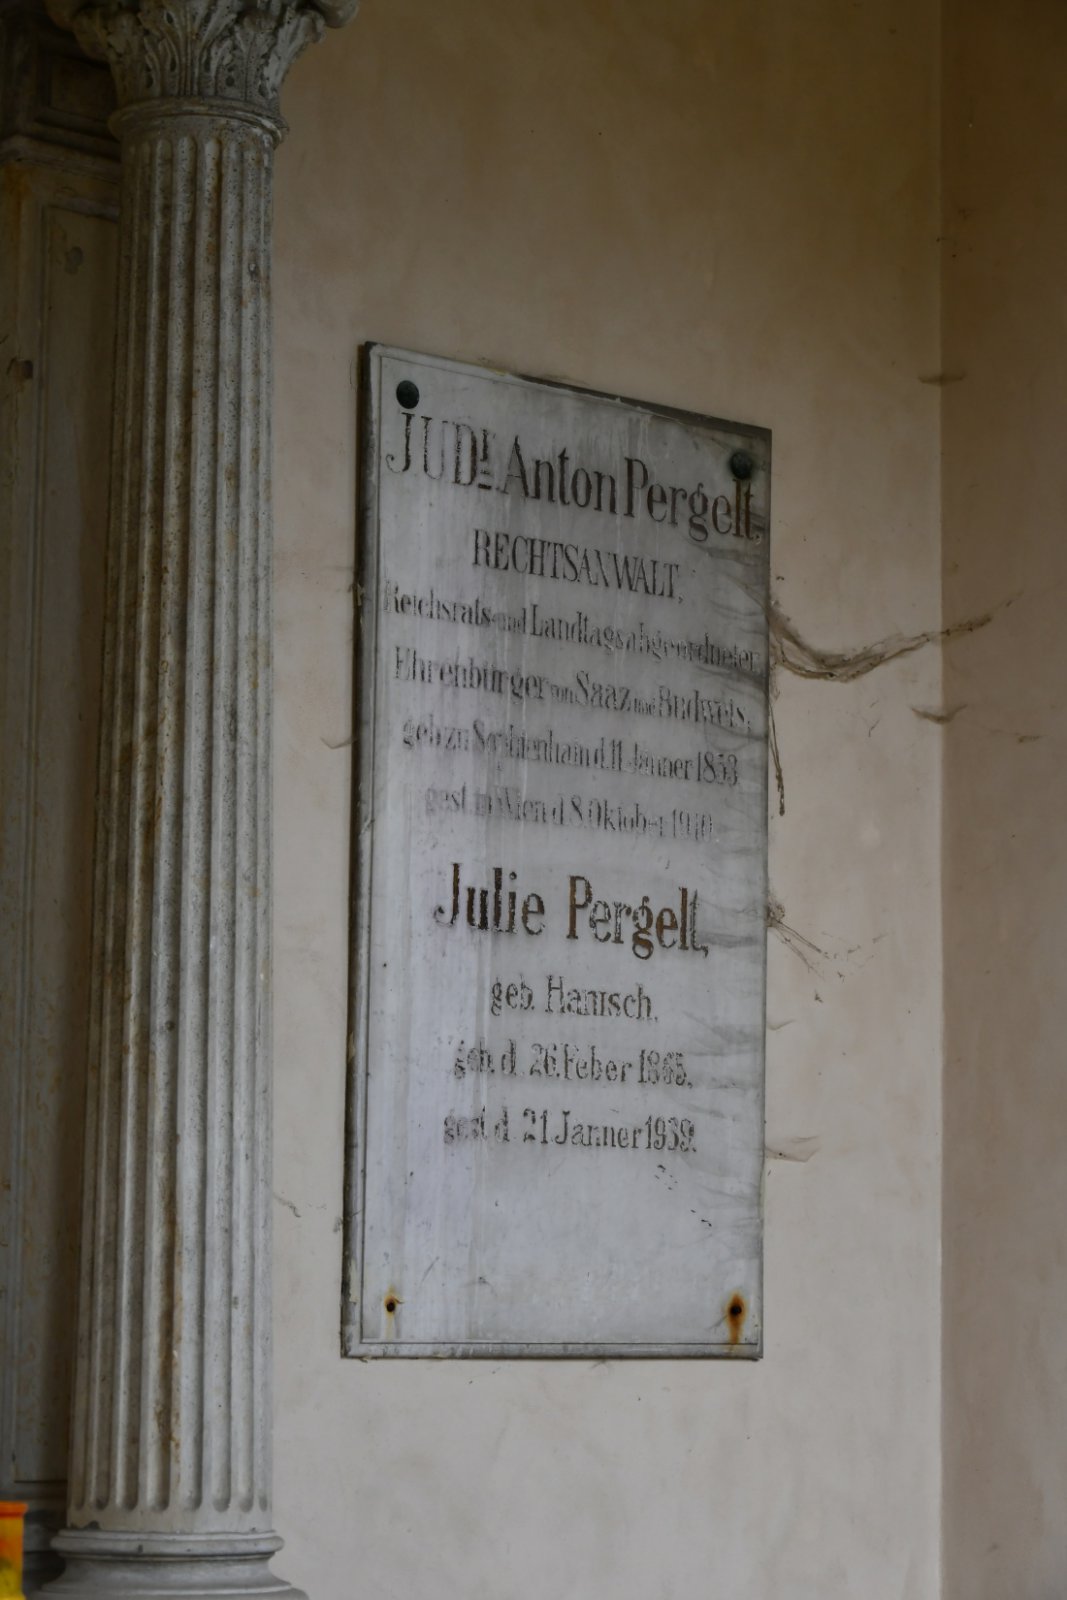 JUDr. Anton Pergelt,
RECHTSANWALT,
Reichsrats- und Landtagsabgeordneter
Ehrenbürger von Saaz und Budweis,
geb. zu Sophienhain d. 11. Jänner 1853.
gest. in Wien d. 8. Oktober 1910.
Julie Pergelt,
geb. Hanisch,
geb. d. 26. Feber 1865,
gest. d. 21 Jänner 1939.